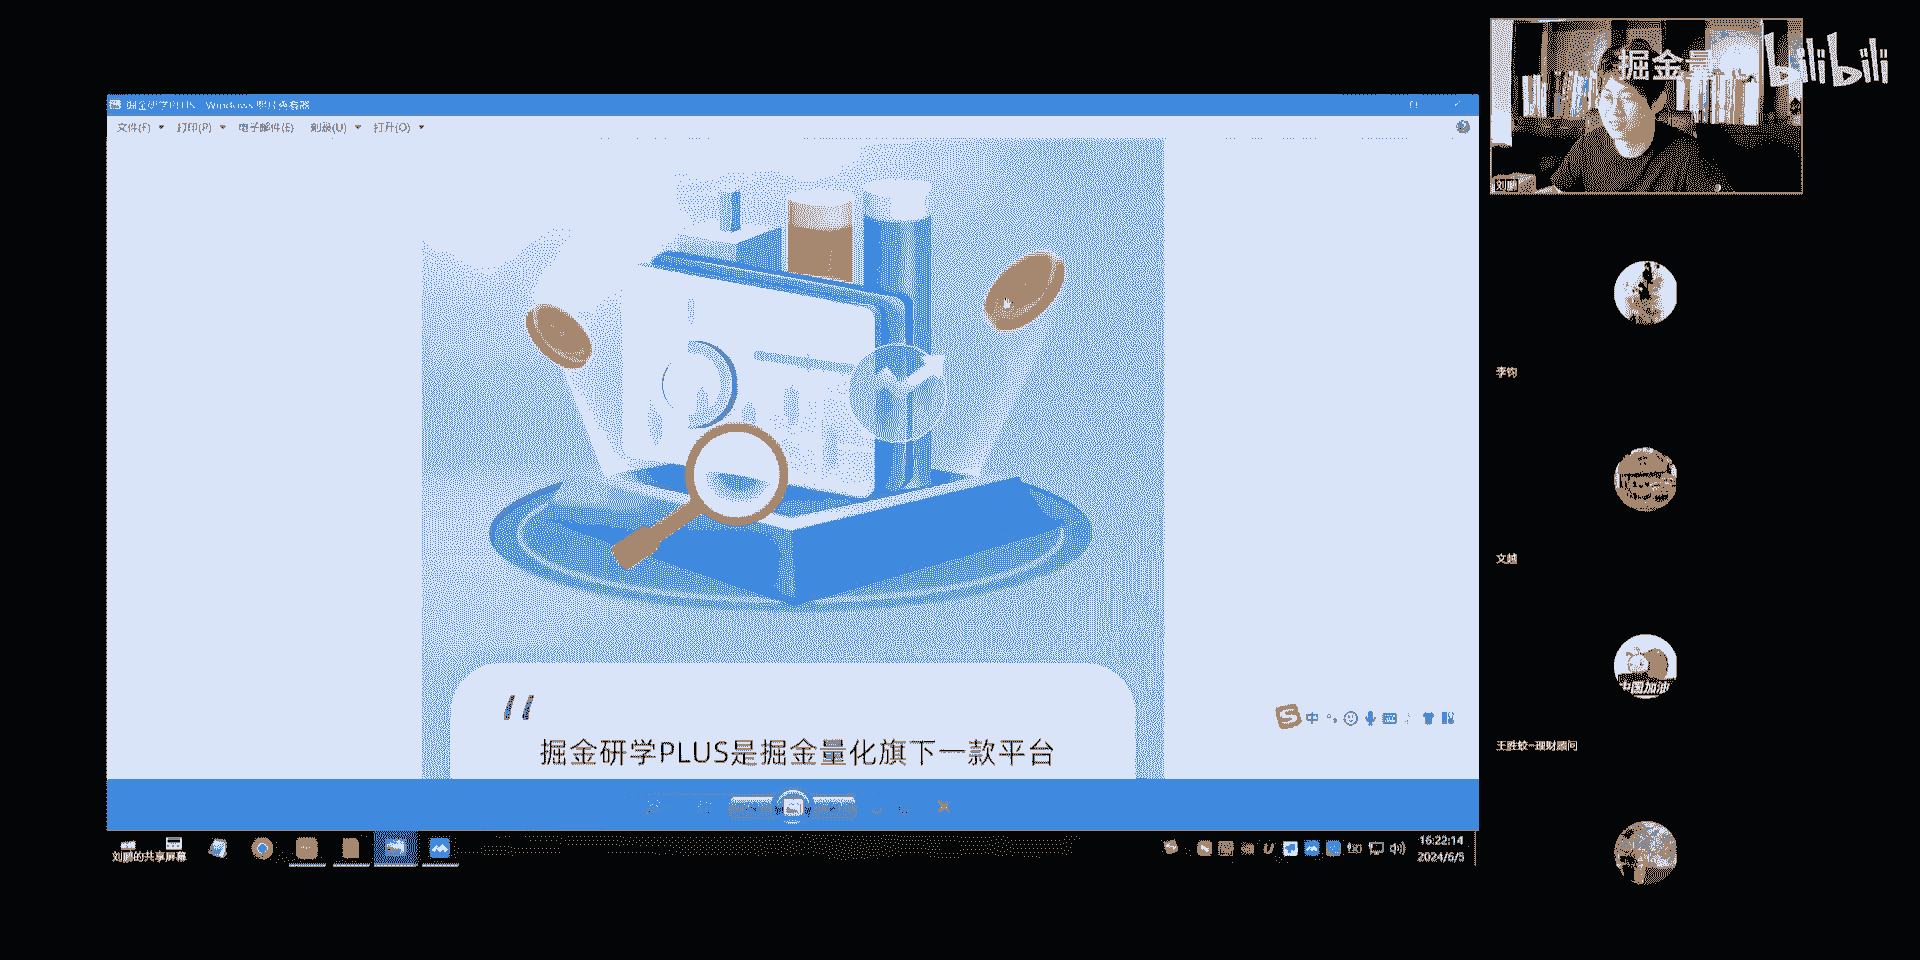 掘金研学PLUS - Windows 照片查看器
文件(F) 打印(P) 电子邮件(E) 刻录(U) 打开(O)
掘金量
bilibili
刘鹏
李钧
文越
中国加油
王胜蛟-理财顾问
“
掘金研学PLUS是掘金量化旗下一款平台
中
刘鹏的共享屏幕
16:22:14
2024/6/5